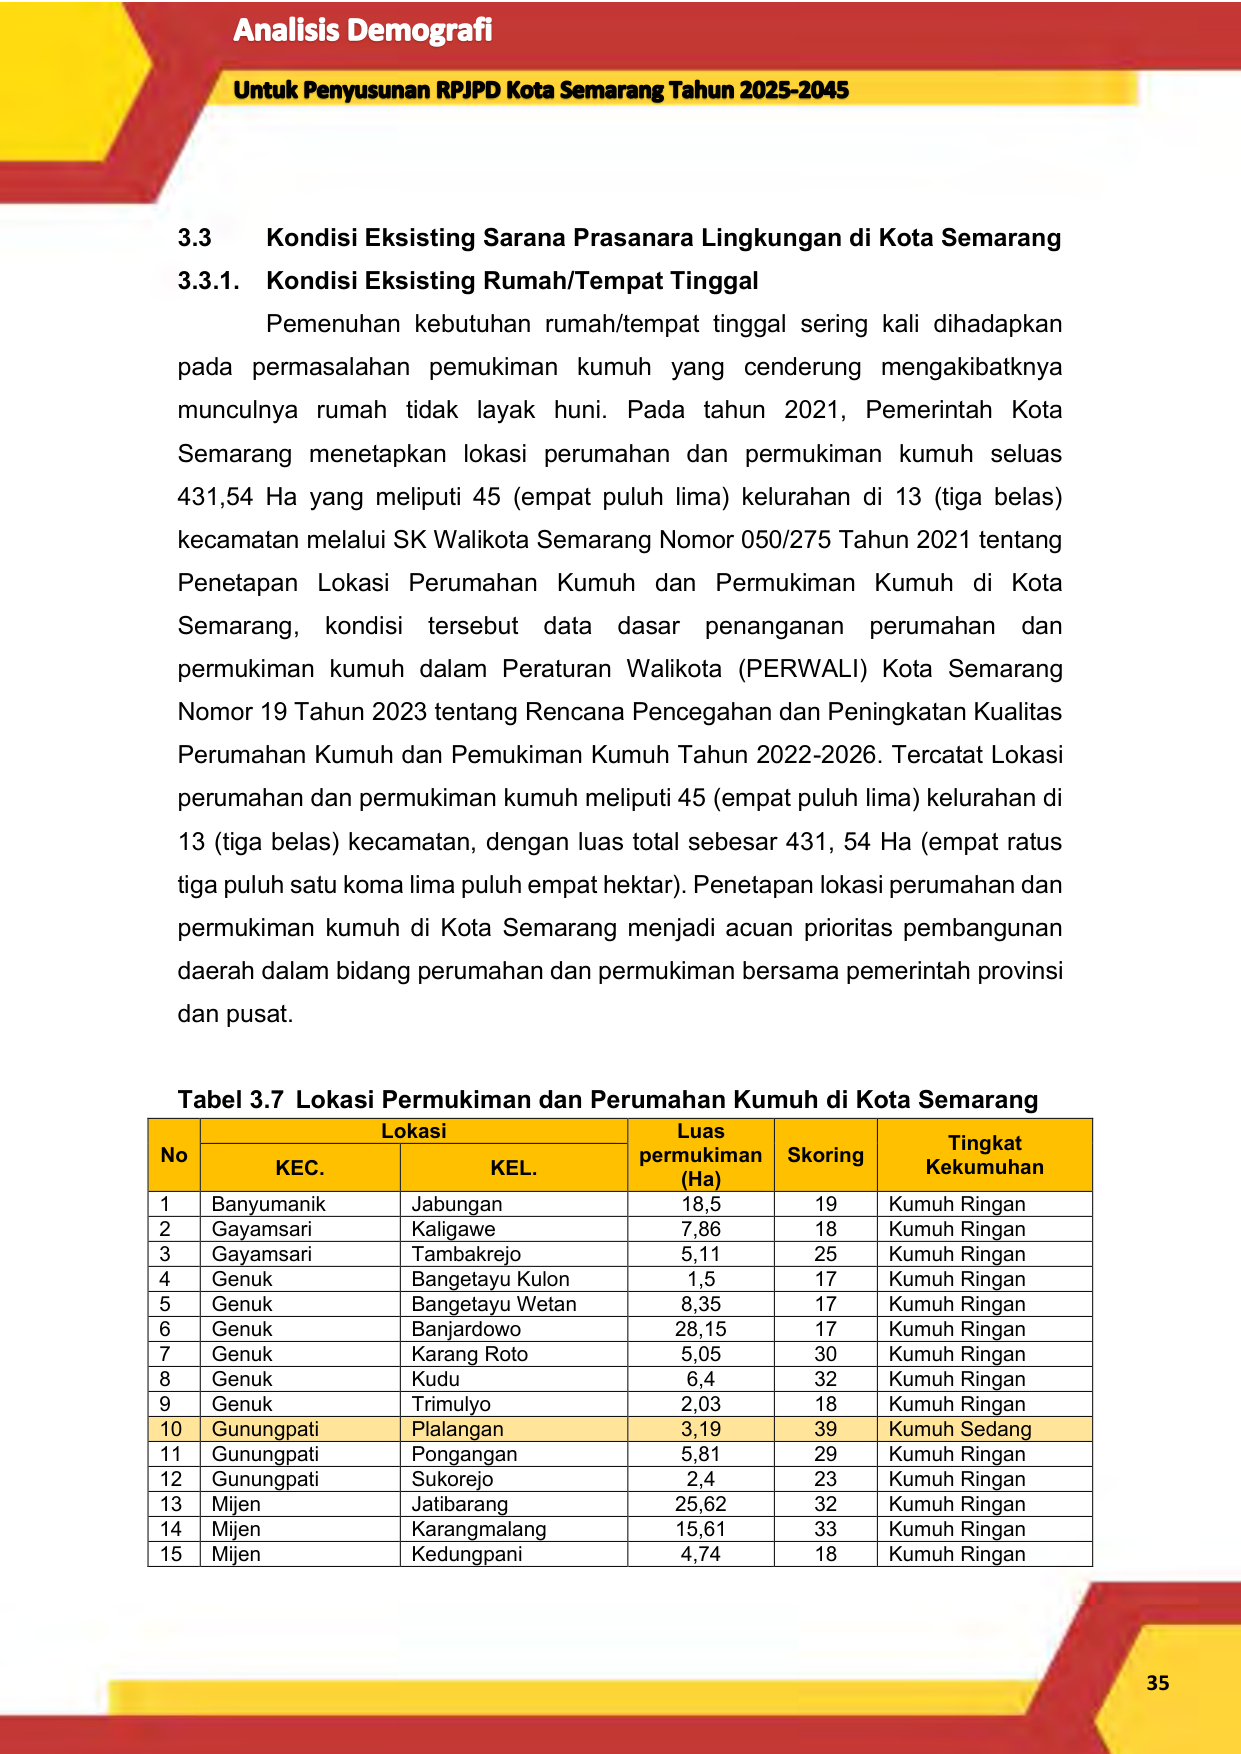 Analisis Demografi
Untuk Penyusunan RPJPD Kota Semarang Tahun 2025-2045
3.3 Kondisi Eksisting Sarana Prasanara Lingkungan di Kota Semarang
3.3.1. Kondisi Eksisting Rumah/Tempat Tinggal
Pemenuhan kebutuhan rumah/tempat tinggal sering kali dihadapkan
pada permasalahan pemukiman kumuh yang cenderung mengakibatknya
munculnya rumah tidak layak huni. Pada tahun 2021, Pemerintah Kota
Semarang menetapkan lokasi perumahan dan permukiman kumuh seluas
431,54 Ha yang meliputi 45 (empat puluh lima) kelurahan di 13 (tiga belas)
kecamatan melalui SK Walikota Semarang Nomor 050/275 Tahun 2021 tentang
Penetapan Lokasi Perumahan Kumuh dan Permukiman Kumuh di Kota
Semarang, kondisi tersebut data dasar penanganan perumahan dan
permukiman kumuh dalam Peraturan Walikota (PERWALI) Kota Semarang
Nomor 19 Tahun 2023 tentang Rencana Pencegahan dan Peningkatan Kualitas
Perumahan Kumuh dan Pemukiman Kumuh Tahun 2022-2026. Tercatat Lokasi
perumahan dan permukiman kumuh meliputi 45 (empat puluh lima) kelurahan di
13 (tiga belas) kecamatan, dengan luas total sebesar 431, 54 Ha (empat ratus
tiga puluh satu koma lima puluh empat hektar). Penetapan lokasi perumahan dan
permukiman kumuh di Kota Semarang menjadi acuan prioritas pembangunan
daerah dalam bidang perumahan dan permukiman bersama pemerintah provinsi
dan pusat.
Tabel 3.7 Lokasi Permukiman dan Perumahan Kumuh di Kota Semarang
No Lokasi Luas permukiman (Ha) Skoring Tingkat Kekumuhan
KEC. KEL.
1 Banyumanik Jabungan 18,5 19 Kumuh Ringan
2 Gayamsari Kaligawe 7,86 18 Kumuh Ringan
3 Gayamsari Tambakrejo 5,11 25 Kumuh Ringan
4 Genuk Bangetayu Kulon 1,5 17 Kumuh Ringan
5 Genuk Bangetayu Wetan 8,35 17 Kumuh Ringan
6 Genuk Banjardowo 28,15 17 Kumuh Ringan
7 Genuk Karang Roto 5,05 30 Kumuh Ringan
8 Genuk Kudu 6,4 32 Kumuh Ringan
9 Genuk Trimulyo 2,03 18 Kumuh Ringan
10 Gunungpati Plalangan 3,19 39 Kumuh Sedang
11 Gunungpati Pongangan 5,81 29 Kumuh Ringan
12 Gunungpati Sukorejo 2,4 23 Kumuh Ringan
13 Mijen Jatibarang 25,62 32 Kumuh Ringan
14 Mijen Karangmalang 15,61 33 Kumuh Ringan
15 Mijen Kedungpani 4,74 18 Kumuh Ringan
35